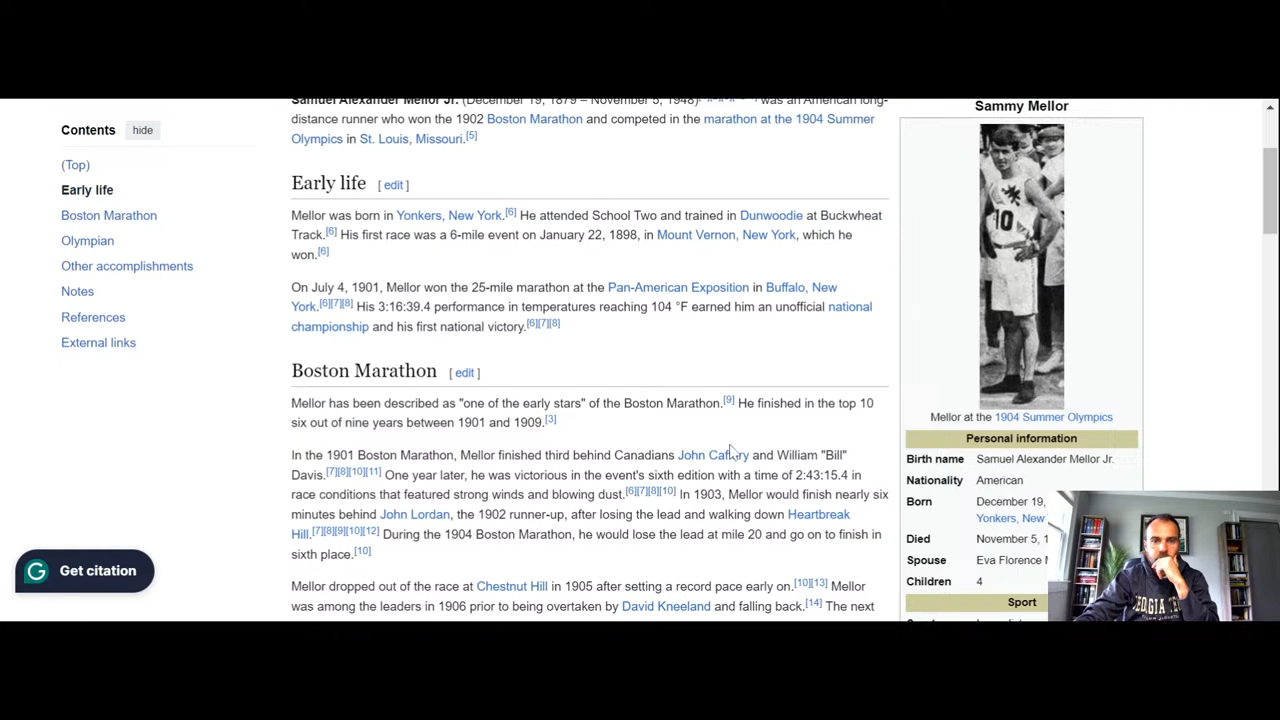 Contents hide
(Top)
Early life
Boston Marathon
Olympian
Other accomplishments
Notes
References
External links
Get citation
Samuel Alexander Mellor Jr. (December 19, 1879 – November 5, 1948) was an American long-
distance runner who won the 1902 Boston Marathon and competed in the marathon at the 1904 Summer
Olympics in St. Louis, Missouri.[5]
Early life [ edit ]
Mellor was born in Yonkers, New York.[6] He attended School Two and trained in Dunwoodie at Buckwheat
Track.[6] His first race was a 6-mile event on January 22, 1898, in Mount Vernon, New York, which he
won.[6]
On July 4, 1901, Mellor won the 25-mile marathon at the Pan-American Exposition in Buffalo, New
York.[6][7][8] His 3:16:39.4 performance in temperatures reaching 104 °F earned him an unofficial national
championship and his first national victory.[6][7][8]
Boston Marathon [ edit ]
Mellor has been described as "one of the early stars" of the Boston Marathon.[9] He finished in the top 10
six out of nine years between 1901 and 1909.[3]
In the 1901 Boston Marathon, Mellor finished third behind Canadians John Caffery and William "Bill"
Davis.[7][8][10][11] One year later, he was victorious in the event's sixth edition with a time of 2:43:15.4 in
race conditions that featured strong winds and blowing dust.[6][7][8][10] In 1903, Mellor would finish nearly six
minutes behind John Lordan, the 1902 runner-up, after losing the lead and walking down Heartbreak
Hill.[7][8][9][10][12] During the 1904 Boston Marathon, he would lose the lead at mile 20 and go on to finish in
sixth place.[10]
Mellor dropped out of the race at Chestnut Hill in 1905 after setting a record pace early on.[10][13] Mellor
was among the leaders in 1906 prior to being overtaken by David Kneeland and falling back.[14] The next
Sammy Mellor
10
Mellor at the 1904 Summer Olympics
Personal information
Birth name Samuel Alexander Mellor Jr.
Nationality American
Born December 19,
Yonkers, New
Died November 5, 1
Spouse Eva Florence
Children 4
Sport